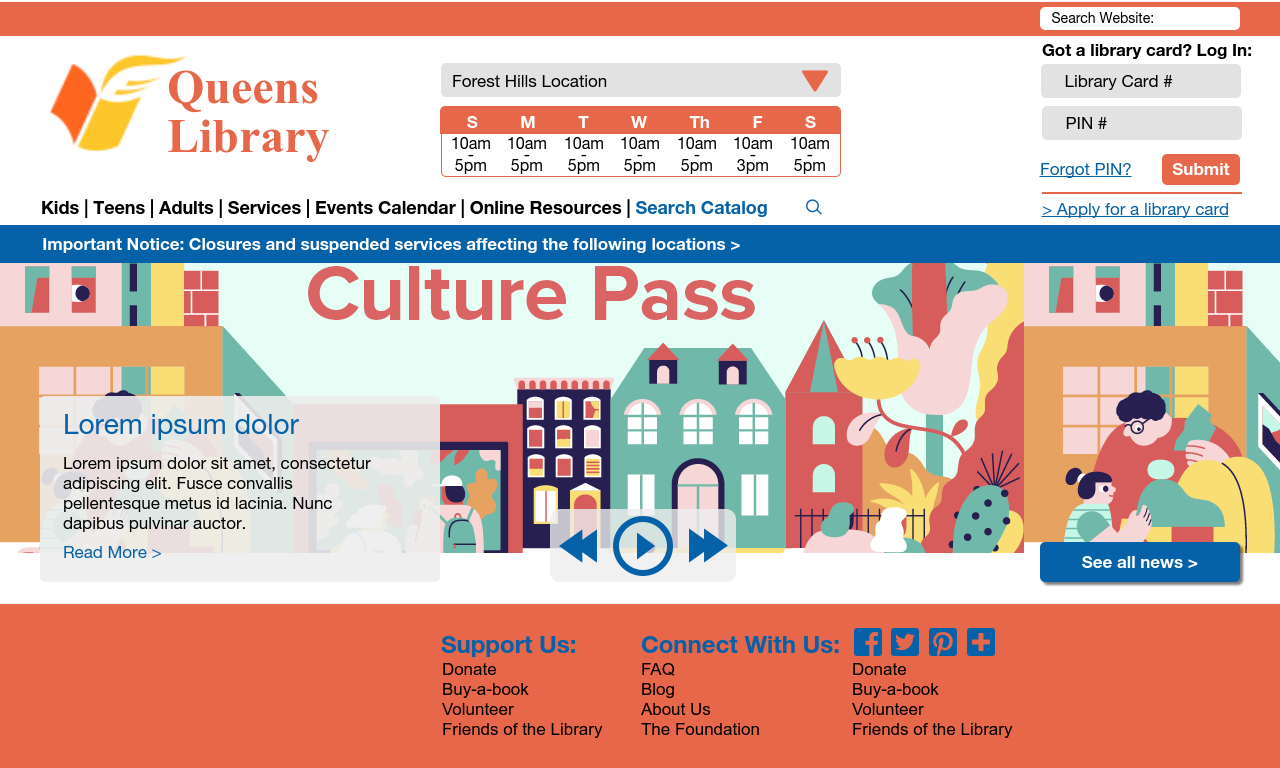 Search Website:
Got a library card? Log In:
Queens
Library
Forest Hills Location
Library Card #
S M T W Th F S
10am 10am 10am 10am 10am 10am 10am
- - - - - - -
5pm 5pm 5pm 5pm 5pm 3pm 5pm
PIN #
Forgot PIN?
Submit
Kids | Teens | Adults | Services | Events Calendar | Online Resources | Search Catalog
> Apply for a library card
Important Notice: Closures and suspended services affecting the following locations >
Culture Pass
Lorem ipsum dolor
Lorem ipsum dolor sit amet, consectetur
adipiscing elit. Fusce convallis
pellentesque metus id lacinia. Nunc
dapibus pulvinar auctor.
Read More >
See all news >
Support Us:
Donate
Buy-a-book
Volunteer
Friends of the Library
Connect With Us:
FAQ
Blog
About Us
The Foundation
Donate
Buy-a-book
Volunteer
Friends of the Library